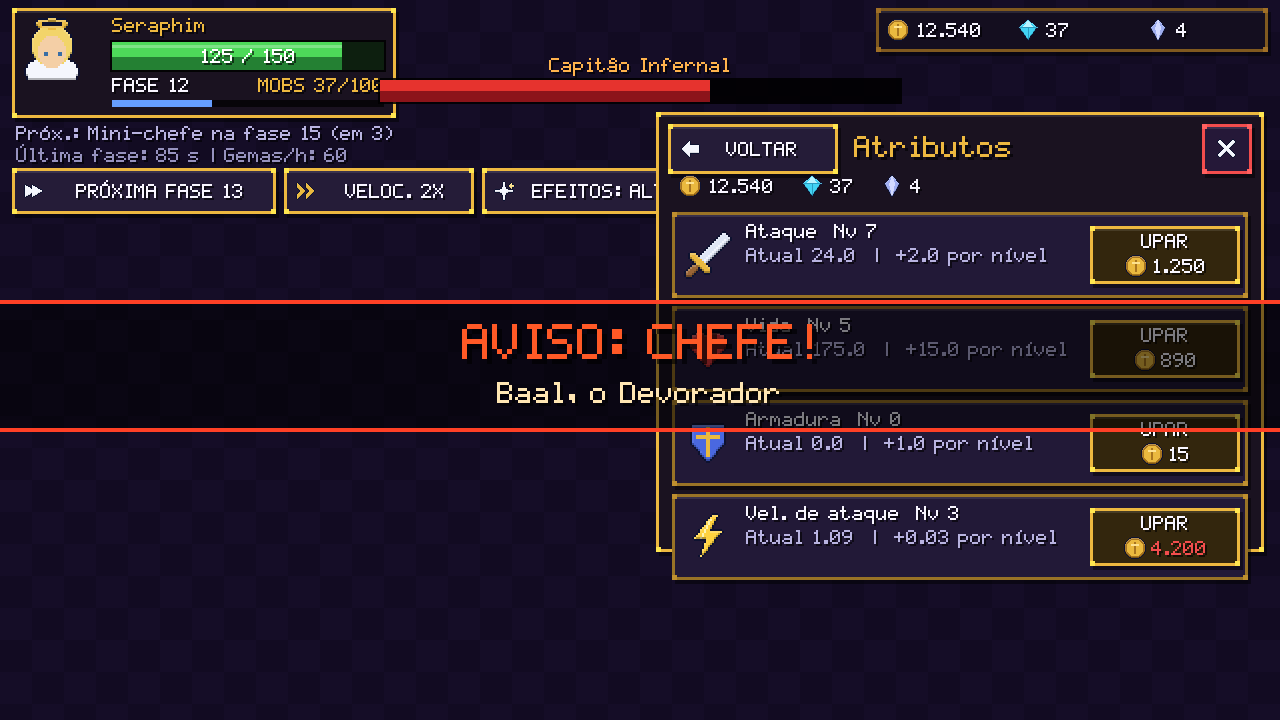 Seraphim
125 / 150
FASE 12 MOBS 37/100
Próx.: Mini-chefe na fase 15 (em 3)
Última fase: 85 s | Gemas/h: 60
PRÓXIMA FASE 13
VELOC. 2X
EFEITOS: AL
Capitão Infernal
12.540 37 4
VOLTAR
Atributos
12.540 37 4
Ataque Nv 7
Atual 24.0 | +2.0 por nível
UPAR
1.250
Vida Nv 5
Atual 175.0 | +15.0 por nível
UPAR
890
AVISO: CHEFE!
Baal, o Devorador
Armadura Nv 0
Atual 0.0 | +1.0 por nível
UPAR
15
Vel. de ataque Nv 3
Atual 1.09 | +0.03 por nível
UPAR
4.200